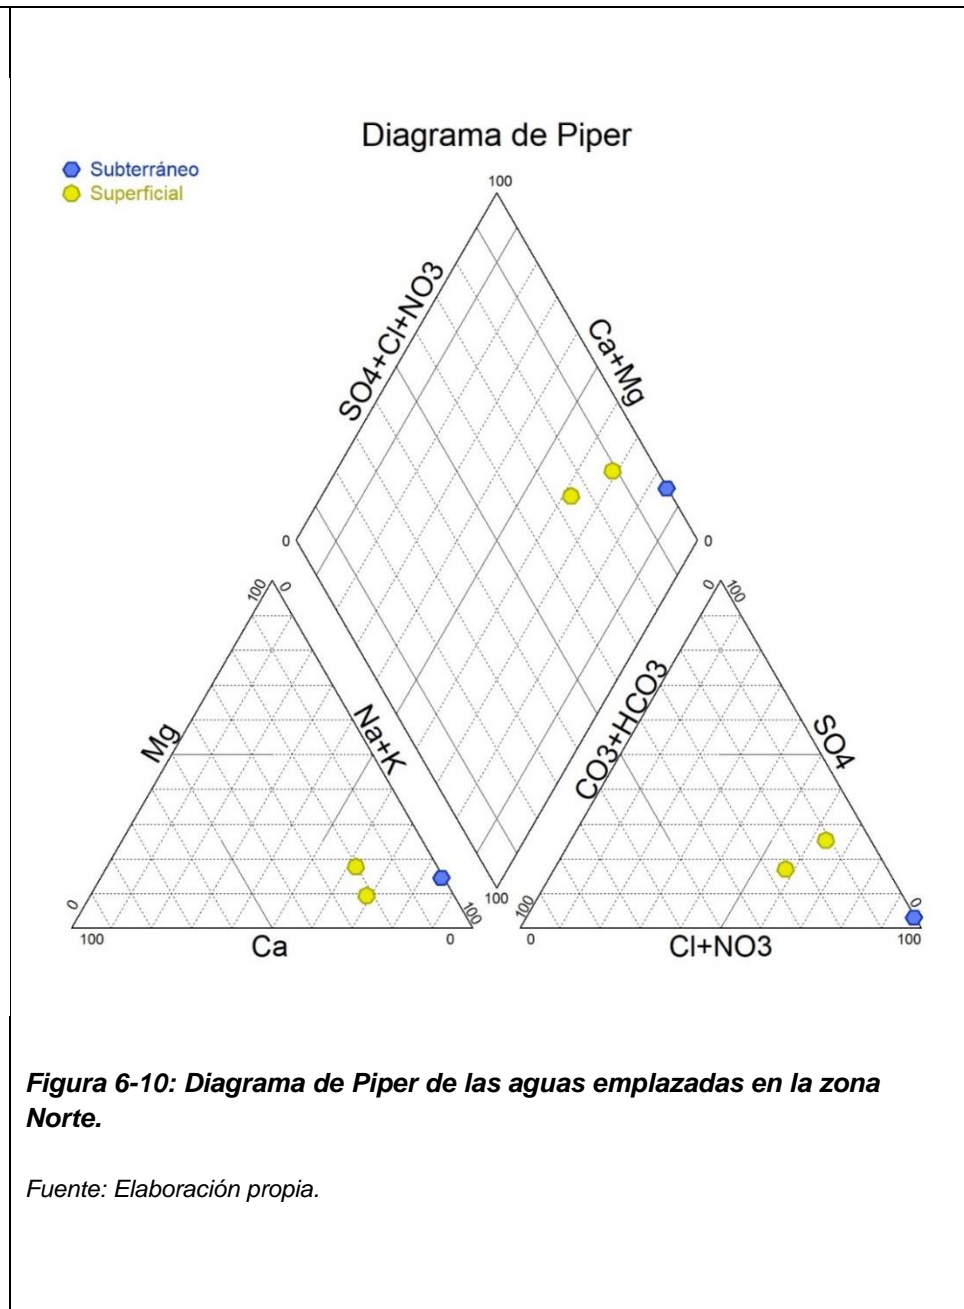 Diagrama de Piper
Subterráneo
Superficial
100
SO4+Cl+NO3
Ca+Mg
0
0
100
0
0
100
Mg
Na+K
CO3+HCO3
SO4
100
0
100
100
0
100
0
Ca
0
Cl+NO3
100
Figura 6-10: Diagrama de Piper de las aguas emplazadas en la zona
Norte.
Fuente: Elaboración propia.